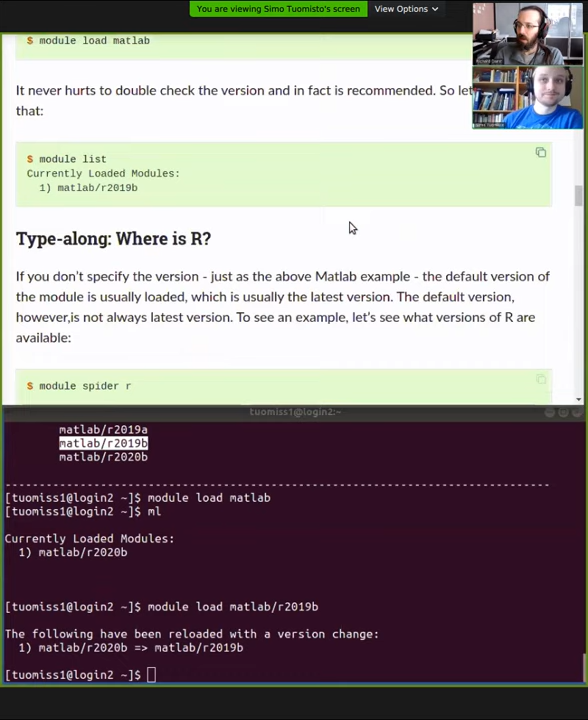 You are viewing Simo Tuomisto's screen
View Options
$ module load matlab
It never hurts to double check the version and in fact is recommended. So let
that:
$ module list
Currently Loaded Modules:
1) matlab/r2019b
Type-along: Where is R?
If you don't specify the version - just as the above Matlab example - the default version of
the module is usually loaded, which is usually the latest version. The default version,
however,is not always latest version. To see an example, let's see what versions of R are
available:
$ module spider r
tuomiss1@login2:~
matlab/r2019a
matlab/r2019b
matlab/r2020b
--------------------------------------------------------------------------------
[tuomiss1@login2 ~]$ module load matlab
[tuomiss1@login2 ~]$ ml
Currently Loaded Modules:
1) matlab/r2020b
[tuomiss1@login2 ~]$ module load matlab/r2019b
The following have been reloaded with a version change:
1) matlab/r2020b => matlab/r2019b
[tuomiss1@login2 ~]$